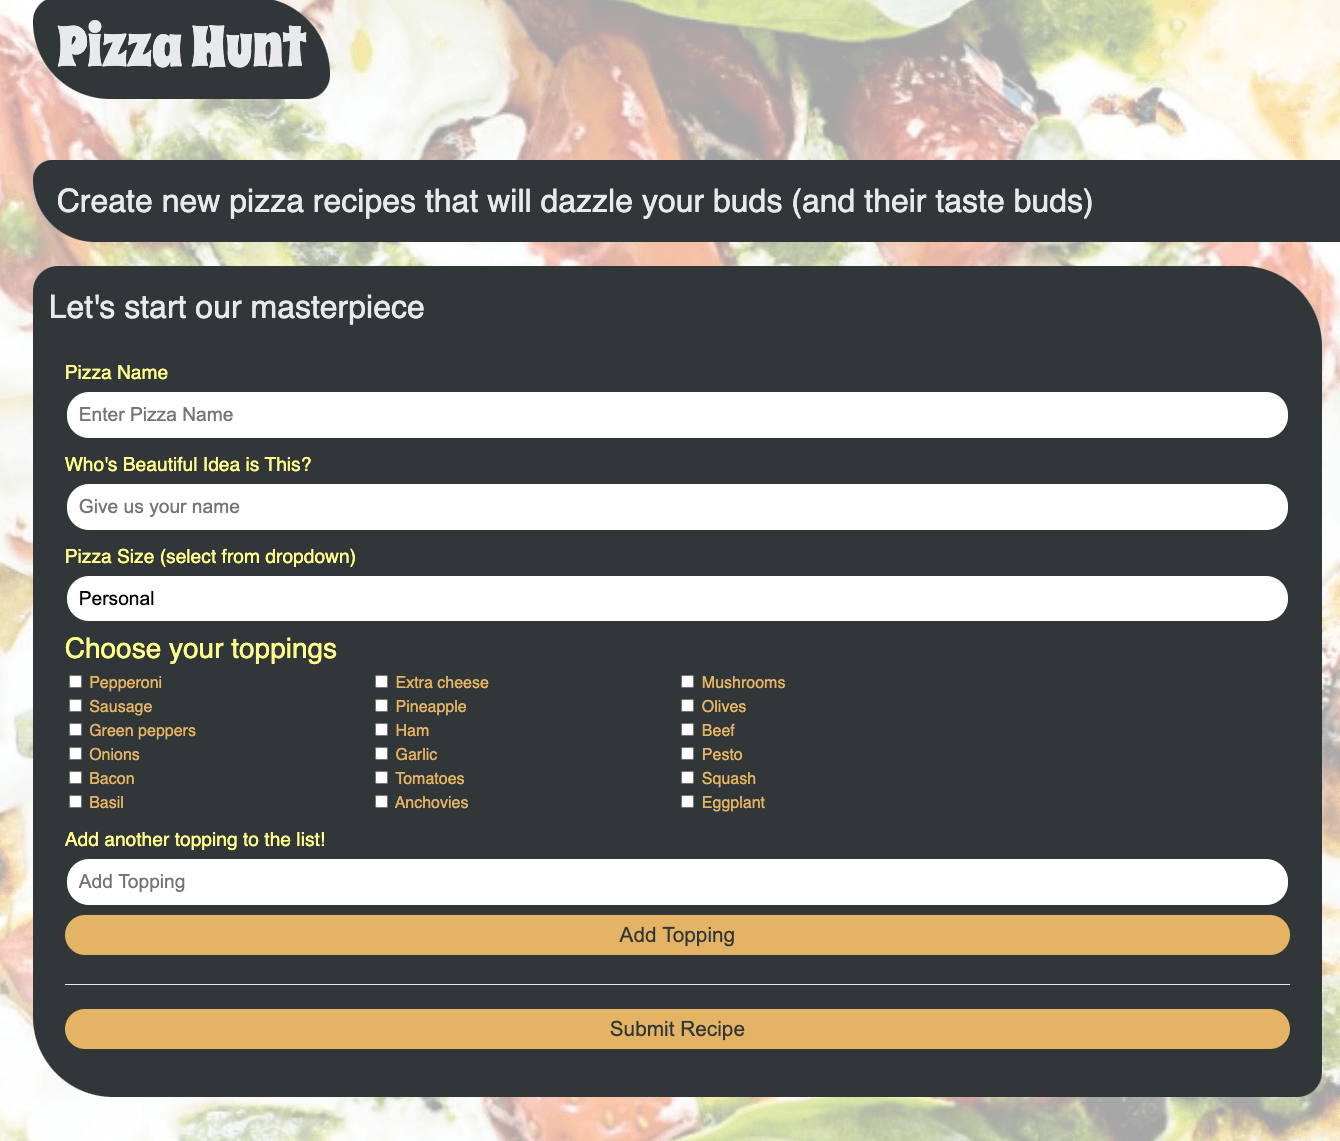 Pizza Hunt
Create new pizza recipes that will dazzle your buds (and their taste buds)
Let's start our masterpiece
Pizza Name
Enter Pizza Name
Who's Beautiful Idea is This?
Give us your name
Pizza Size (select from dropdown)
Personal
Choose your toppings
Pepperoni Extra cheese Mushrooms
Sausage Pineapple Olives
Green peppers Ham Beef
Onions Garlic Pesto
Bacon Tomatoes Squash
Basil Anchovies Eggplant
Add another topping to the list!
Add Topping
Add Topping
Submit Recipe